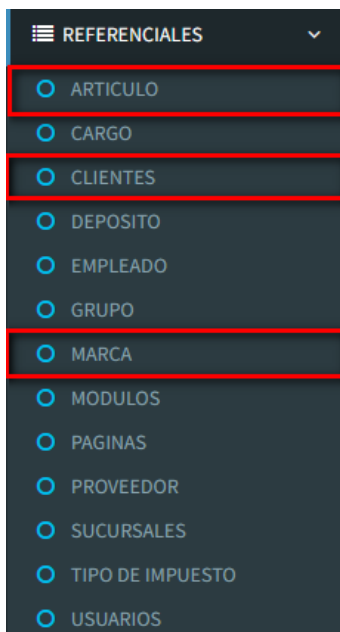 REFERENCIALES
ARTICULO
CARGO
CLIENTES
DEPOSITO
EMPLEADO
GRUPO
MARCA
MODULOS
PAGINAS
PROVEEDOR
SUCURSALES
TIPO DE IMPUESTO
USUARIOS